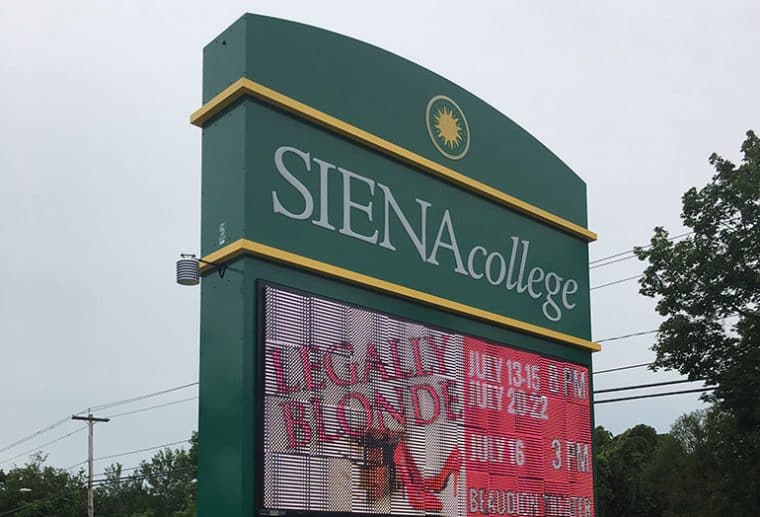 SIENAcollege
LEGALLY
BLONDE
JULY 13-15 8 PM
JULY 20-22
JULY 16 3 PM
BEAUDOIN THEATER